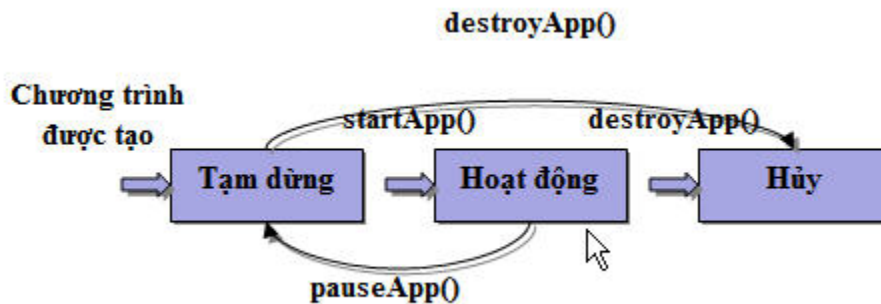 destroyApp()
Chương trình
được tạo
startApp()
destroyApp()
Tạm dừng
Hoạt động
Hủy
pauseApp()